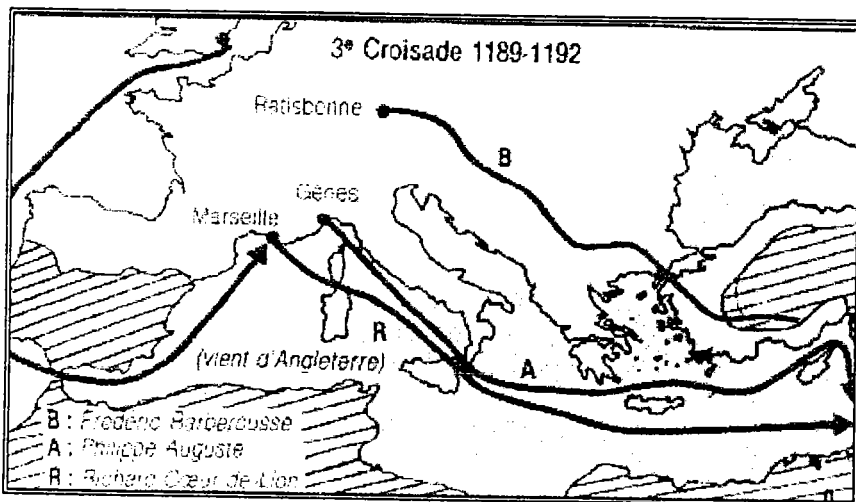 3e Croisade 1189-1192
Ratisbonne
B
Gênes
Marseille
R
(vient d'Angleterre)
A
B : Frédéric Barberousse
A : Philippe Auguste
R : Richard Cœur de Lion